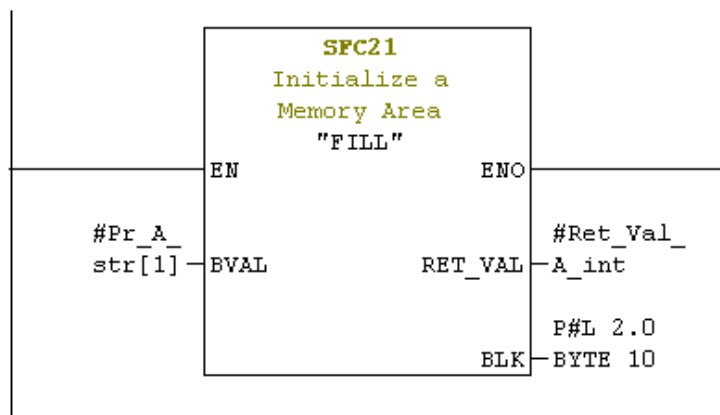 SFC21
Initialize a
Memory Area
"FILL"
EN
ENO
#Pr_A_
str[1]
BVAL
RET_VAL
#Ret_Val_
A_int
BLK
P#L 2.0
BYTE 10